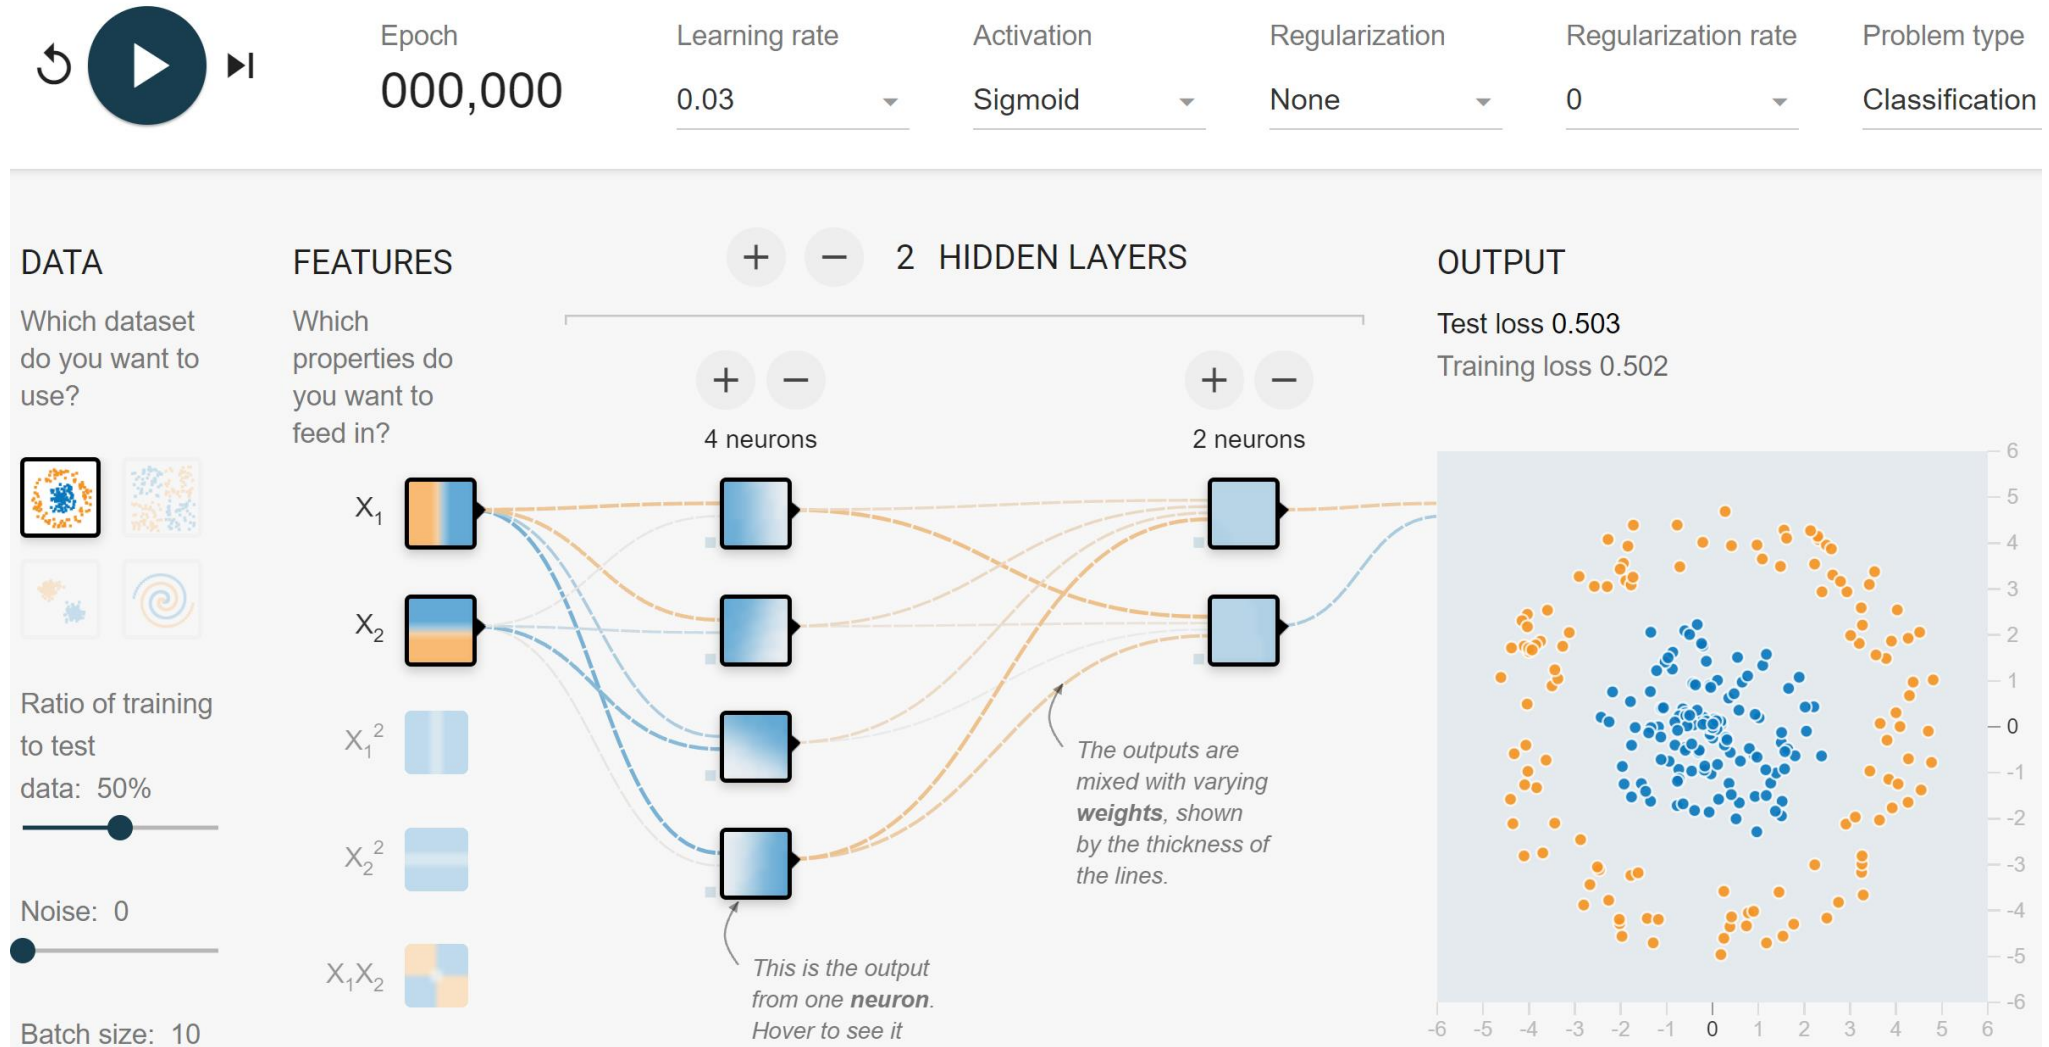 Epoch
000,000
Learning rate
0.03
Activation
Sigmoid
Regularization
None
Regularization rate
0
Problem type
Classification
DATA
Which dataset
do you want to
use?
Ratio of training
to test
data: 50%
Noise: 0
Batch size: 10
FEATURES
Which
properties do
you want to
feed in?
X₁
X₂
X₁²
X₂²
X₁X₂
+ − 2 HIDDEN LAYERS
+ −
4 neurons
+ −
2 neurons
The outputs are
mixed with varying
weights, shown
by the thickness of
the lines.
This is the output
from one neuron.
Hover to see it
OUTPUT
Test loss 0.503
Training loss 0.502
6
5
4
3
2
1
0
-1
-2
-3
-4
-5
-6
-6 -5 -4 -3 -2 -1 0 1 2 3 4 5 6